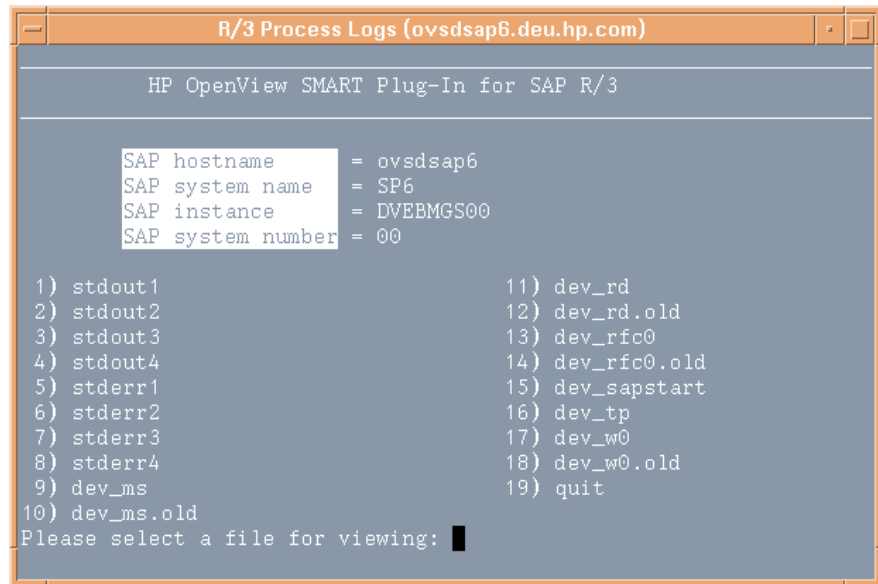 R/3 Process Logs (ovsdsap6.deu.hp.com)
HP OpenView SMART Plug-In for SAP R/3
SAP hostname = ovsdsap6
SAP system name = SP6
SAP instance = DVEBMGS00
SAP system number = 00
1) stdout1 11) dev_rd
2) stdout2 12) dev_rd.old
3) stdout3 13) dev_rfc0
4) stdout4 14) dev_rfc0.old
5) stderr1 15) dev_sapstart
6) stderr2 16) dev_tp
7) stderr3 17) dev_w0
8) stderr4 18) dev_w0.old
9) dev_ms 19) quit
10) dev_ms.old
Please select a file for viewing: